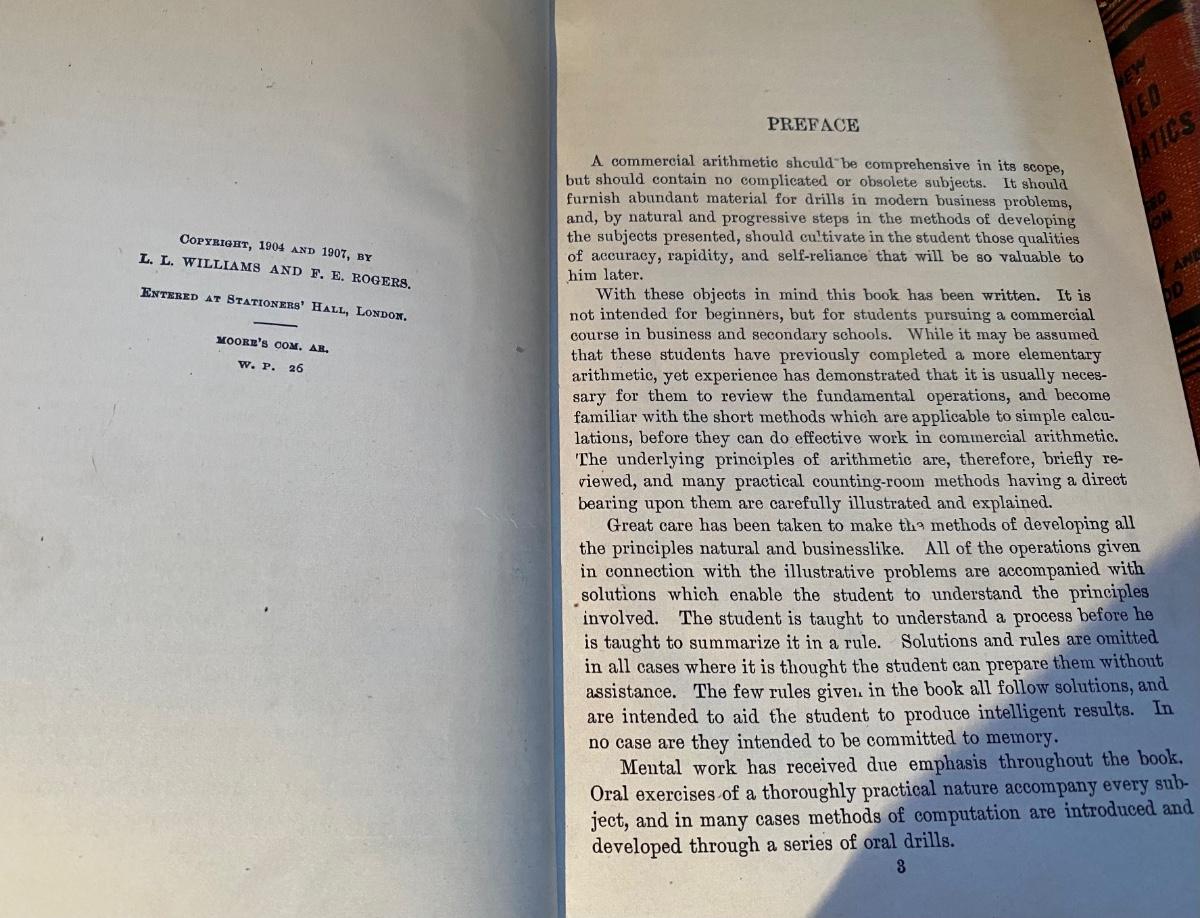 COPYRIGHT, 1904 AND 1907, BY
L. L. WILLIAMS AND F. E. ROGERS.
ENTERED AT STATIONERS' HALL, LONDON.
MOORE'S COM. AR.
W. P. 26
PREFACE
A commercial arithmetic should be comprehensive in its scope,
but should contain no complicated or obsolete subjects. It should
furnish abundant material for drills in modern business problems,
and, by natural and progressive steps in the methods of developing
the subjects presented, should cultivate in the student those qualities
of accuracy, rapidity, and self-reliance that will be so valuable to
him later.
With these objects in mind this book has been written. It is
not intended for beginners, but for students pursuing a commercial
course in business and secondary schools. While it may be assumed
that these students have previously completed a more elementary
arithmetic, yet experience has demonstrated that it is usually neces-
sary for them to review the fundamental operations, and become
familiar with the short methods which are applicable to simple calcu-
lations, before they can do effective work in commercial arithmetic.
The underlying principles of arithmetic are, therefore, briefly re-
viewed, and many practical counting-room methods having a direct
bearing upon them are carefully illustrated and explained.
Great care has been taken to make the methods of developing all
the principles natural and businesslike. All of the operations given
in connection with the illustrative problems are accompanied with
solutions which enable the student to understand the principles
involved. The student is taught to understand a process before he
is taught to summarize it in a rule. Solutions and rules are omitted
in all cases where it is thought the student can prepare them without
assistance. The few rules given in the book all follow solutions, and
are intended to aid the student to produce intelligent results. In
no case are they intended to be committed to memory.
Mental work has received due emphasis throughout the book.
Oral exercises of a thoroughly practical nature accompany every sub-
ject, and in many cases methods of computation are introduced and
developed through a series of oral drills.
3